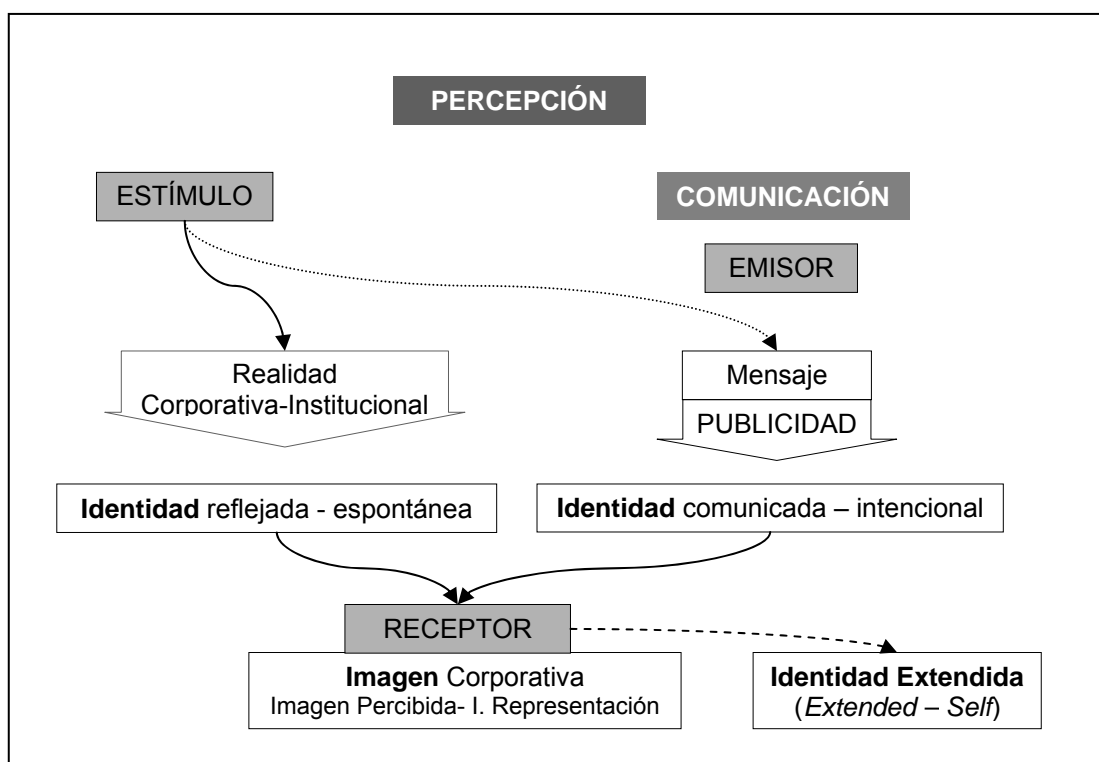 PERCEPCIÓN
ESTÍMULO
COMUNICACIÓN
EMISOR
Realidad
Corporativa-Institucional
Mensaje
PUBLICIDAD
Identidad reflejada - espontánea
Identidad comunicada – intencional
RECEPTOR
Imagen Corporativa
Imagen Percibida- I. Representación
Identidad Extendida
(Extended – Self)